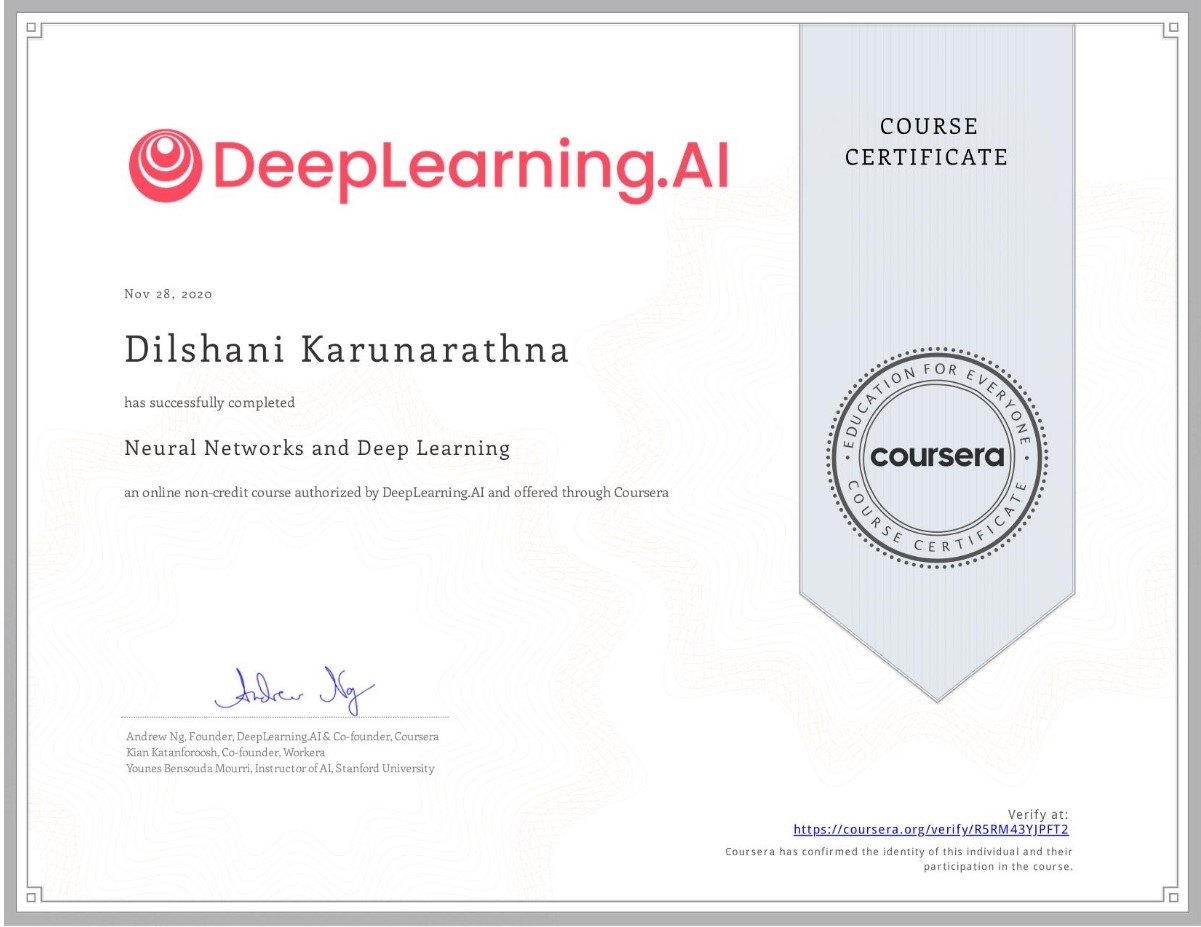 DeepLearning.AI
COURSE
CERTIFICATE
Nov 28, 2020
Dilshani Karunarathna
has successfully completed
Neural Networks and Deep Learning
an online non-credit course authorized by DeepLearning.AI and offered through Coursera
EDUCATION FOR EVERYONE
coursera
COURSE CERTIFICATE
Andrew Ng
Andrew Ng, Founder, DeepLearning.AI & Co-founder, Coursera
Kian Katanforoosh, Co-founder, Workera
Younes Bensouda Mourri, Instructor of AI, Stanford University
Verify at:
https://coursera.org/verify/R5RM43YJPFT2
Coursera has confirmed the identity of this individual and their
participation in the course.